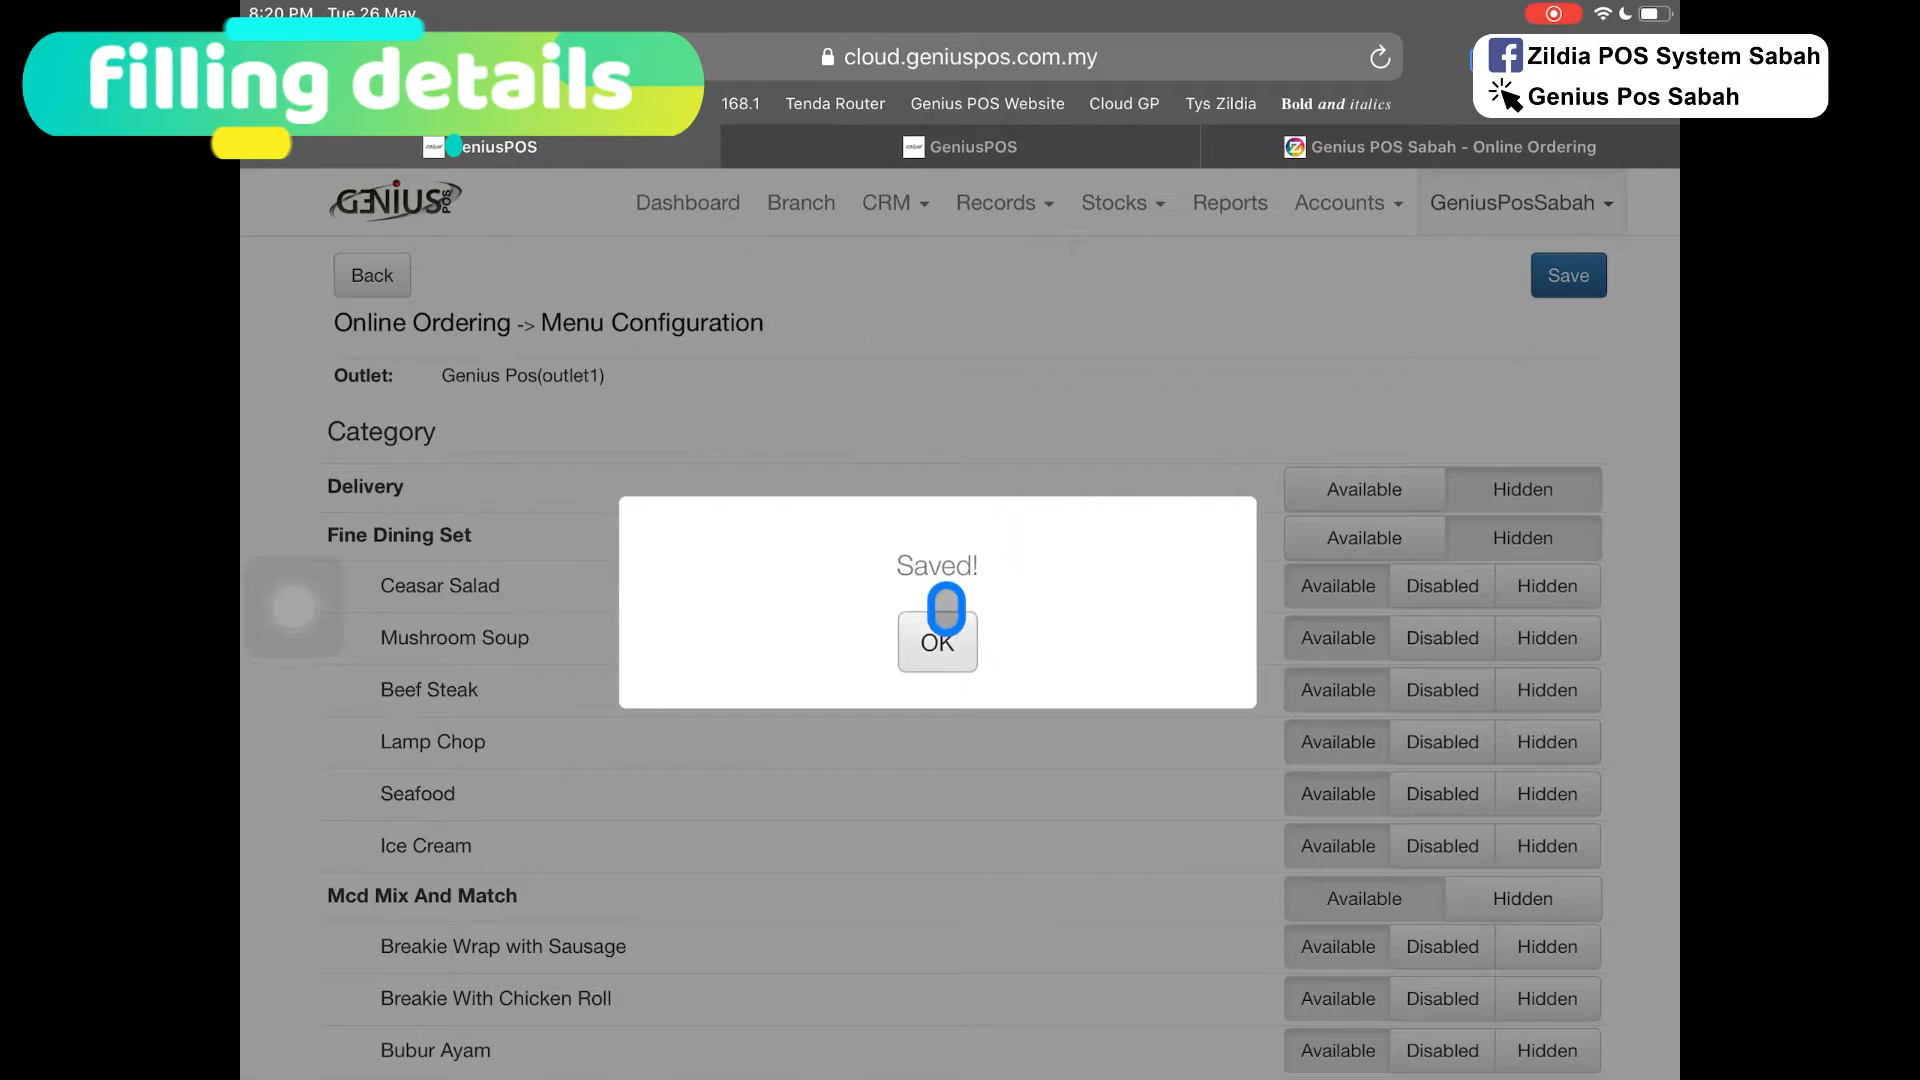 8:20 PM Tue 26 May
filling details
cloud.geniuspos.com.my
Zildia POS System Sabah
Genius Pos Sabah
168.1 Tenda Router Genius POS Website Cloud GP Tys Zildia Bold and italics
eniusPOS GeniusPOS Genius POS Sabah - Online Ordering
GENIUS POS Dashboard Branch CRM Records Stocks Reports Accounts GeniusPosSabah
Back Save
Online Ordering -> Menu Configuration
Outlet: Genius Pos(outlet1)
Category
Delivery Available Hidden
Fine Dining Set Available Hidden
Saved!
OK
Ceasar Salad Available Disabled Hidden
Mushroom Soup Available Disabled Hidden
Beef Steak Available Disabled Hidden
Lamp Chop Available Disabled Hidden
Seafood Available Disabled Hidden
Ice Cream Available Disabled Hidden
Mcd Mix And Match Available Hidden
Breakie Wrap with Sausage Available Disabled Hidden
Breakie With Chicken Roll Available Disabled Hidden
Bubur Ayam Available Disabled Hidden